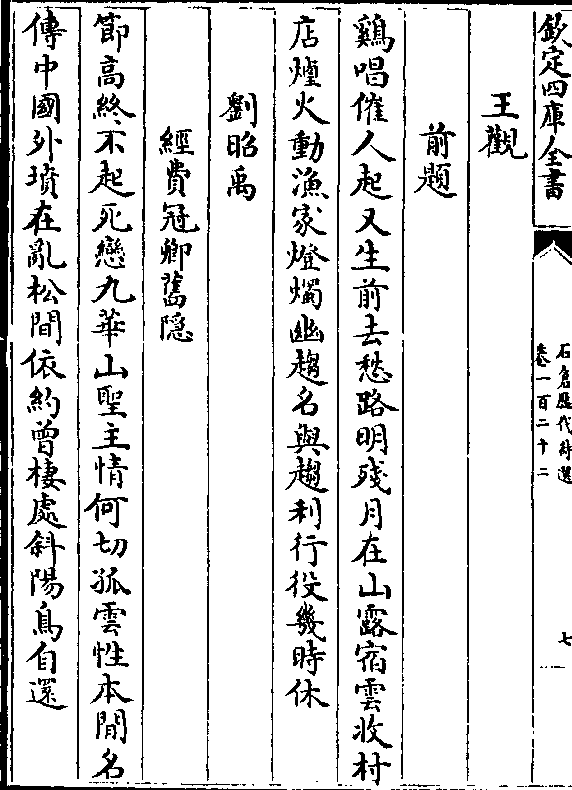 欽定四庫全書
石倉歷代詩選
卷一百二十二
七
王觀
前題
鷄唱催人起又生前去愁路明殘月在山露宿雲收村
店煙火動漁家燈燭幽趨名與趨利行役幾時休
劉昭禹
經費冠卿舊隱
節高終不起死戀九華山聖主情何切孤雲性本閒名
傳中國外墳在亂松間依約曾棲處斜陽鳥自還